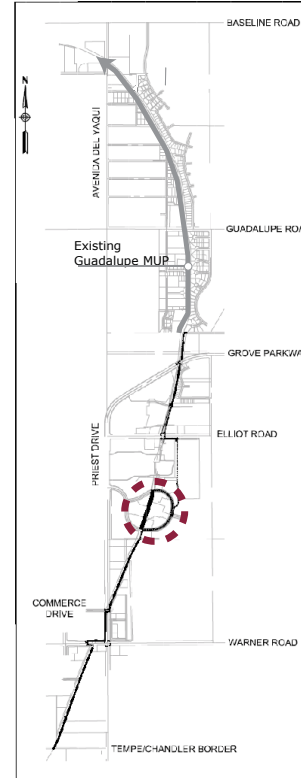 BASELINE ROAD
N
AVENIDA DEL YAQUI
GUADALUPE ROA
Existing
Guadalupe MUP
GROVE PARKWA
ELLIOT ROAD
PRIEST DRIVE
COMMERCE
DRIVE
WARNER ROAD
TEMPE/CHANDLER BORDER